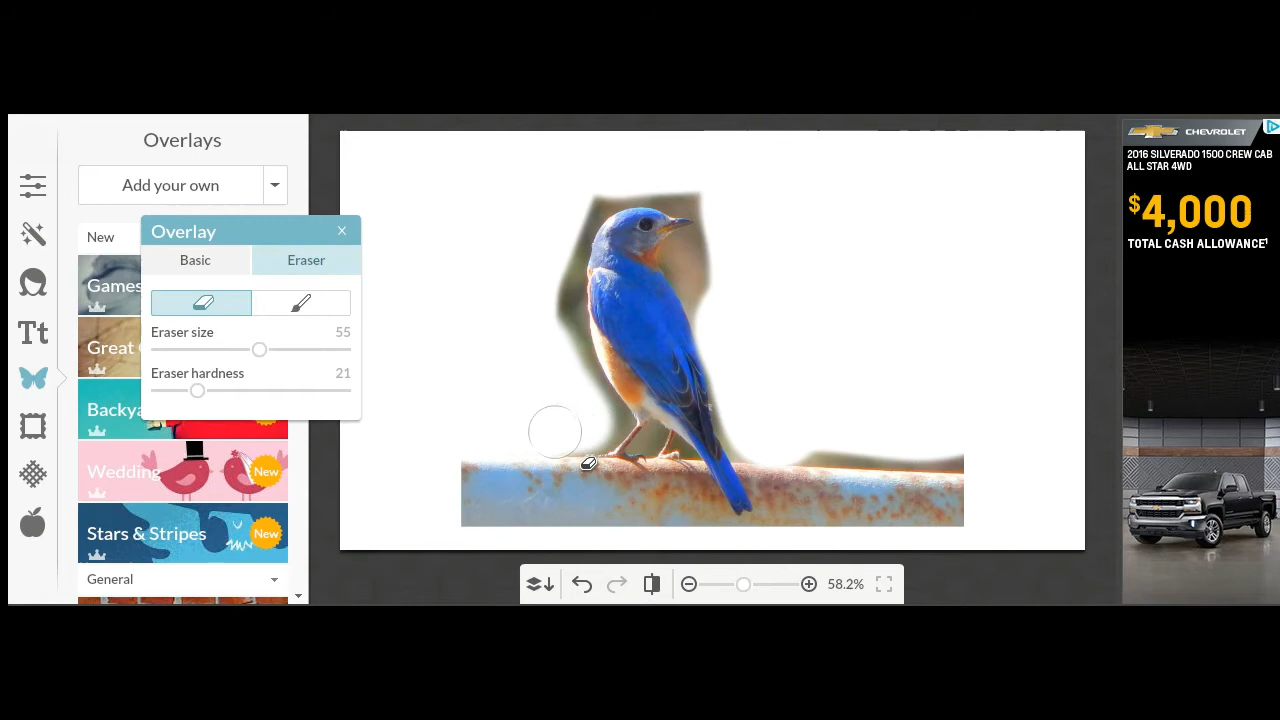 Overlays
Add your own
New
Games
Great
Backya
Wedding
New
Stars & Stripes
New
General
Overlay
Basic
Eraser
Eraser size 55
Eraser hardness 21
Tt
58.2%
CHEVROLET
2016 SILVERADO 1500 CREW CAB
ALL STAR 4WD
$4,000
TOTAL CASH ALLOWANCE¹